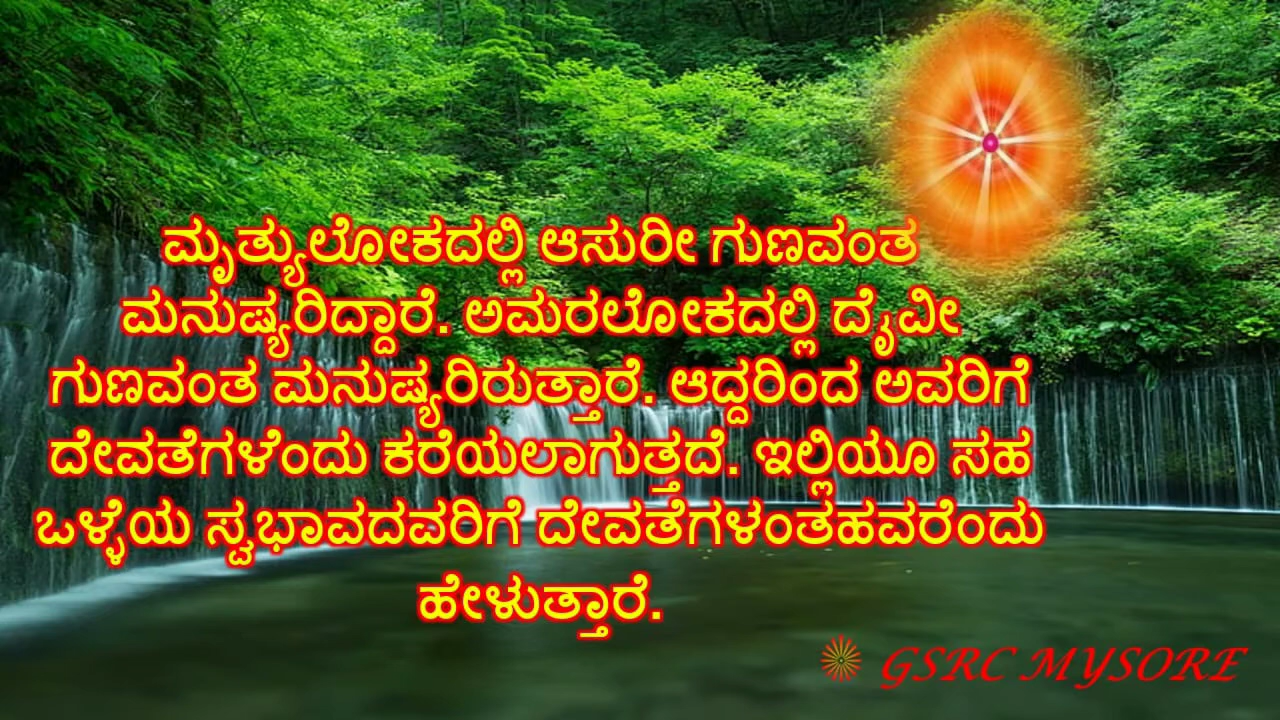 ಮೃತ್ಯುಲೋಕದಲ್ಲಿ ಆಸುರೀ ಗುಣವಂತ
ಮನುಷ್ಯರಿದ್ದಾರೆ. ಅಮರಲೋಕದಲ್ಲಿ ದೈವೀ
ಗುಣವಂತ ಮನುಷ್ಯರಿರುತ್ತಾರೆ. ಆದ್ದರಿಂದ ಅವರಿಗೆ
ದೇವತೆಗಳೆಂದು ಕರೆಯಲಾಗುತ್ತದೆ. ಇಲ್ಲಿಯೂ ಸಹ
ಒಳ್ಳೆಯ ಸ್ವಭಾವದವರಿಗೆ ದೇವತೆಗಳಂತಹವರೆಂದು
ಹೇಳುತ್ತಾರೆ.
GSRC MYSORE